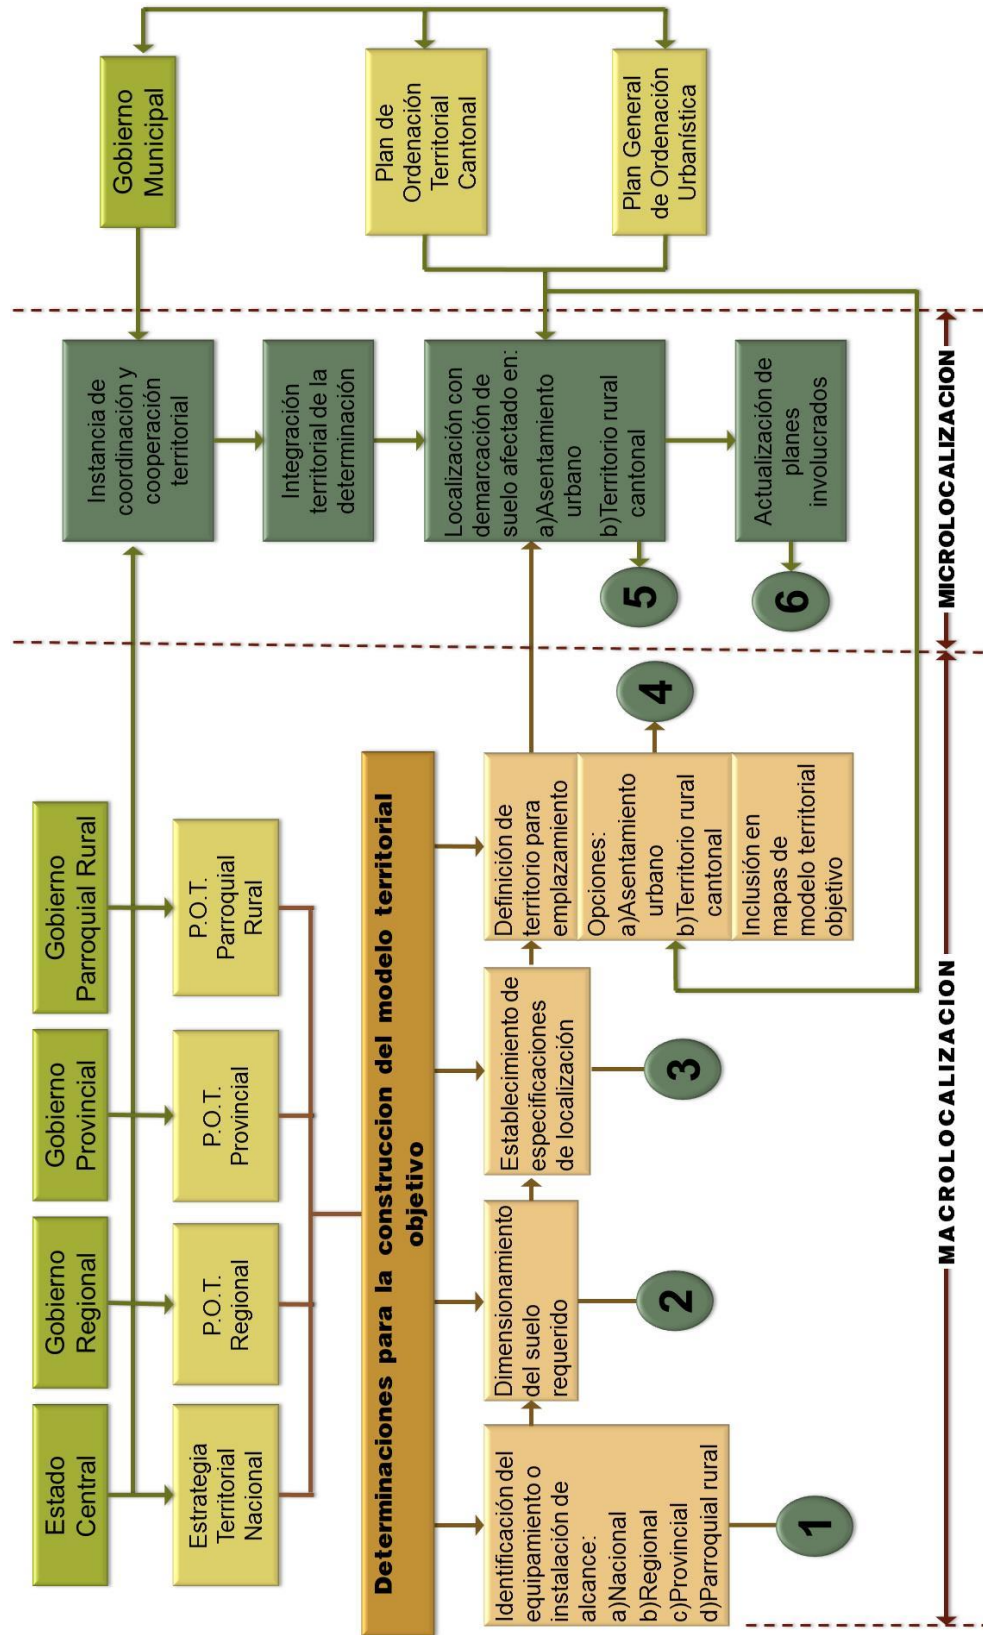 Estado
Central
Gobierno
Regional
Gobierno
Provincial
Gobierno
Parroquial Rural
Gobierno
Municipal
Estrategia
Territorial
Nacional
P.O.T.
Regional
P.O.T.
Provincial
P.O.T.
Parroquial
Rural
Instancia de
coordinación y
cooperación
territorial
Integración
territorial de la
determinación
Plan de
Ordenación
Territorial
Cantonal
Determinaciones para la construccion del modelo territorial
objetivo
Localización con
demarcación de
suelo afectado en:
a)Asentamiento
urbano
b)Territorio rural
cantonal
Plan General
de Ordenación
Urbanística
Identificación del
equipamiento o
instalación de
alcance:
a)Nacional
b)Regional
c)Provincial
d)Parroquial rural
Dimensionamiento
del suelo
requerido
Establecimiento de
especificaciones
de localización
Definición de
territorio para
emplazamiento
Opciones:
a)Asentamiento
urbano
b)Territorio rural
cantonal
Inclusión en
mapas de
modelo territorial
objetivo
Actualización de
planes
involucrados
1
2
3
4
5
6
MACROLOCALIZACION
MICROLOCALIZACION